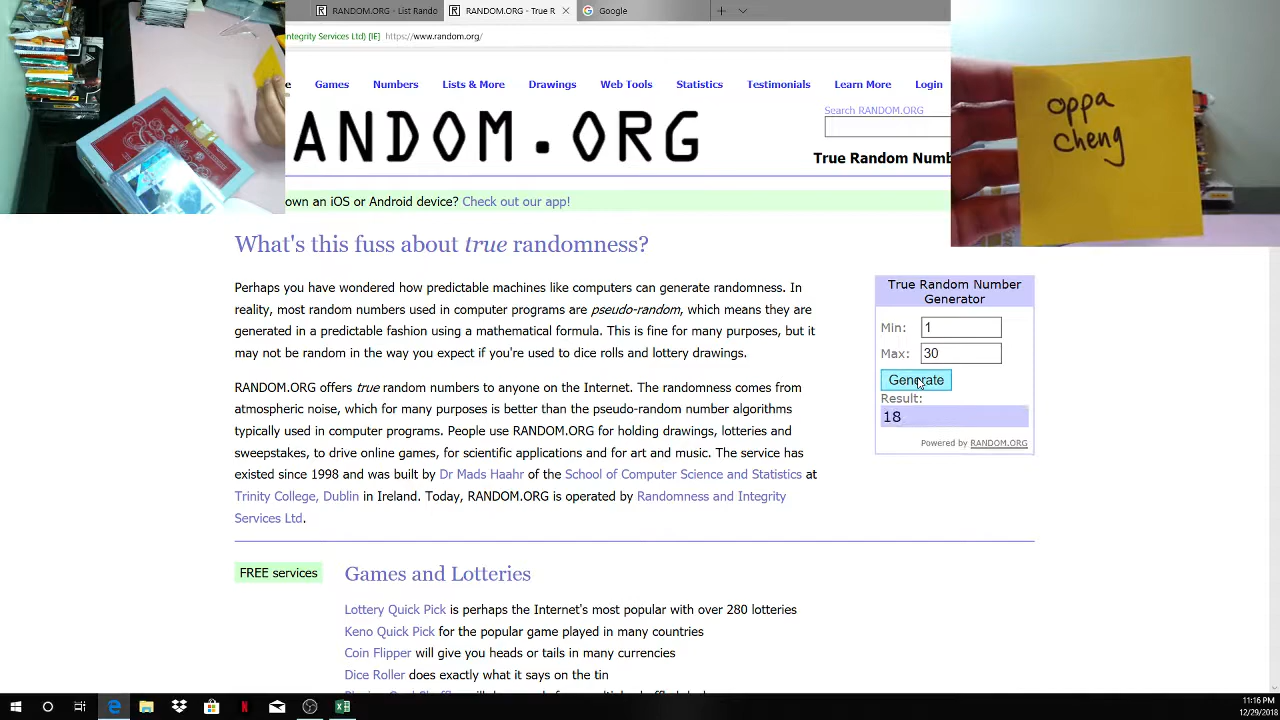 RANDOM.ORG - List Rando
RANDOM.ORG - True R
Google
ntegrity Services Ltd) [IE] https://www.random.org/
Games Numbers Lists & More Drawings Web Tools Statistics Testimonials Learn More Login
Search RANDOM.ORG
ANDOM.ORG
True Random Numb
own an iOS or Android device? Check out our app!
oppa
cheng
What's this fuss about true randomness?
Perhaps you have wondered how predictable machines like computers can generate randomness. In
reality, most random numbers used in computer programs are pseudo-random, which means they are
generated in a predictable fashion using a mathematical formula. This is fine for many purposes, but it
may not be random in the way you expect if you're used to dice rolls and lottery drawings.
RANDOM.ORG offers true random numbers to anyone on the Internet. The randomness comes from
atmospheric noise, which for many purposes is better than the pseudo-random number algorithms
typically used in computer programs. People use RANDOM.ORG for holding drawings, lotteries and
sweepstakes, to drive online games, for scientific applications and for art and music. The service has
existed since 1998 and was built by Dr Mads Haahr of the School of Computer Science and Statistics at
Trinity College, Dublin in Ireland. Today, RANDOM.ORG is operated by Randomness and Integrity
Services Ltd.
True Random Number
Generator
Min: 1
Max: 30
Generate
Result:
18
Powered by RANDOM.ORG
FREE services
Games and Lotteries
Lottery Quick Pick is perhaps the Internet's most popular with over 280 lotteries
Keno Quick Pick for the popular game played in many countries
Coin Flipper will give you heads or tails in many currencies
Dice Roller does exactly what it says on the tin
11:16 PM
12/29/2018